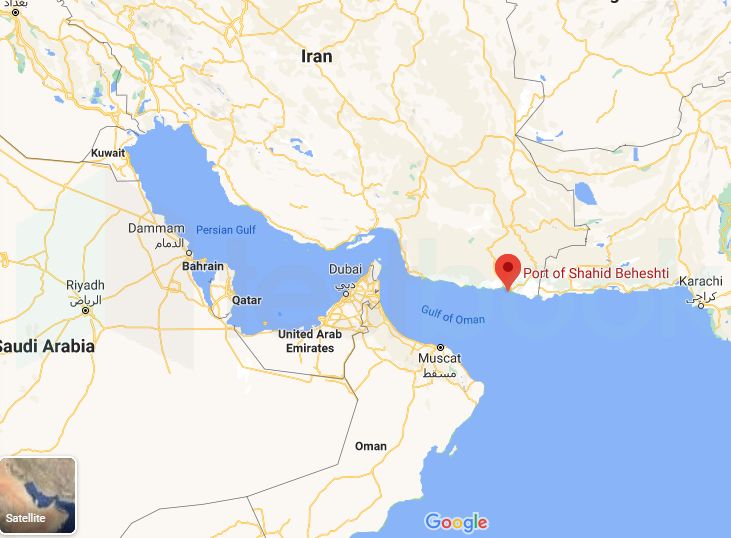 بغداد
Iran
Kuwait
Dammam
الدمام
Persian Gulf
Bahrain
Dubai
دبي
Port of Shahid Beheshti
Karachi
كراچى
Riyadh
الرياض
Qatar
Gulf of Oman
United Arab
Emirates
Saudi Arabia
Muscat
مسقط
Oman
Satellite
Google